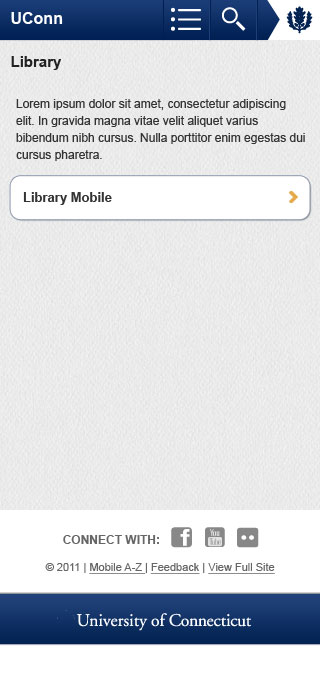 UConn
Library
Lorem ipsum dolor sit amet, consectetur adipiscing
elit. In gravida magna vitae velit aliquet varius
bibendum nibh cursus. Nulla porttitor enim egestas dui
cursus pharetra.
Library Mobile
CONNECT WITH: f You Tube
© 2011 | Mobile A-Z | Feedback | View Full Site
University of Connecticut